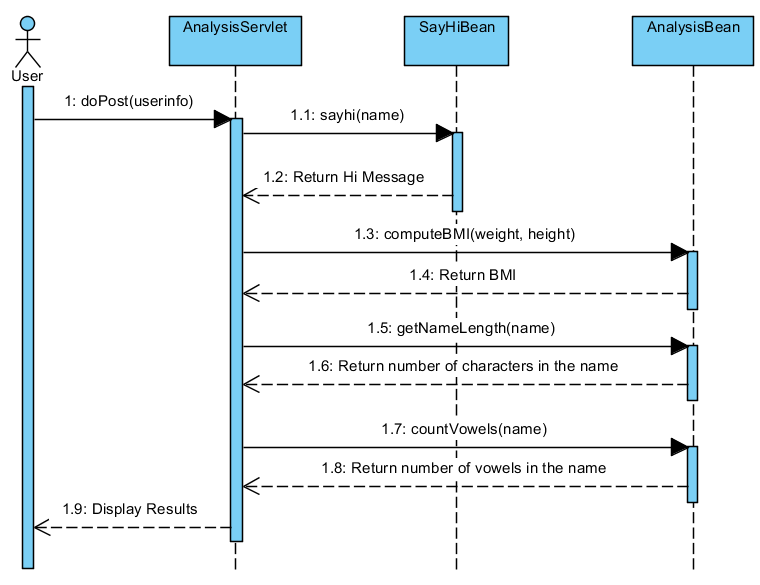 AnalysisServlet
SayHiBean
AnalysisBean
User
1: doPost(userinfo)
1.1: sayhi(name)
1.2: Return Hi Message
1.3: computeBMI(weight, height)
1.4: Return BMI
1.5: getNameLength(name)
1.6: Return number of characters in the name
1.7: countVowels(name)
1.8: Return number of vowels in the name
1.9: Display Results